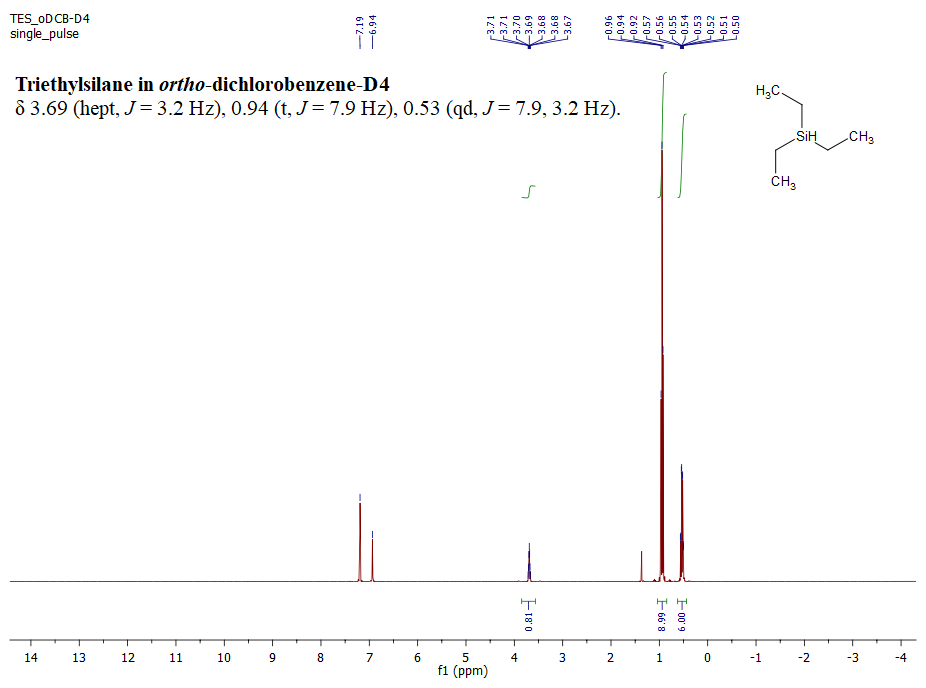 TES_oDCB-D4
single_pulse
7.19
6.94
3.71
3.71
3.70
3.69
3.68
3.68
3.67
0.96
0.94
0.92
0.57
0.56
0.55
0.54
0.53
0.52
0.51
0.50
Triethylsilane in ortho-dichlorobenzene-D4
δ 3.69 (hept, J = 3.2 Hz), 0.94 (t, J = 7.9 Hz), 0.53 (qd, J = 7.9, 3.2 Hz).
H₃C
SiH
CH₃
CH₃
0.81
8.99
6.00
14 13 12 11 10 9 8 7 6 5 4 3 2 1 0 -1 -2 -3 -4
f1 (ppm)